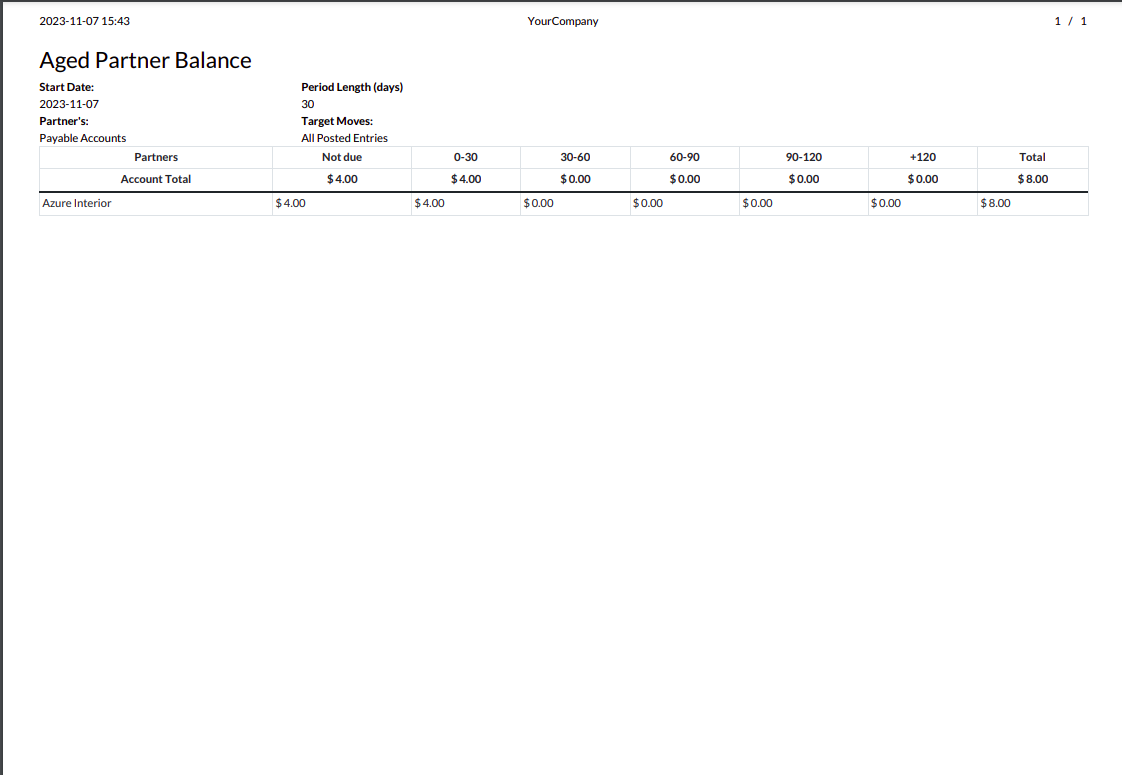 2023-11-07 15:43 YourCompany 1 / 1
Aged Partner Balance
Start Date: Period Length (days)
2023-11-07 30
Partner's: Target Moves:
Payable Accounts All Posted Entries
Partners Not due 0-30 30-60 60-90 90-120 +120 Total
Account Total $ 4.00 $ 4.00 $ 0.00 $ 0.00 $ 0.00 $ 0.00 $ 8.00
Azure Interior $ 4.00 $ 4.00 $ 0.00 $ 0.00 $ 0.00 $ 0.00 $ 8.00